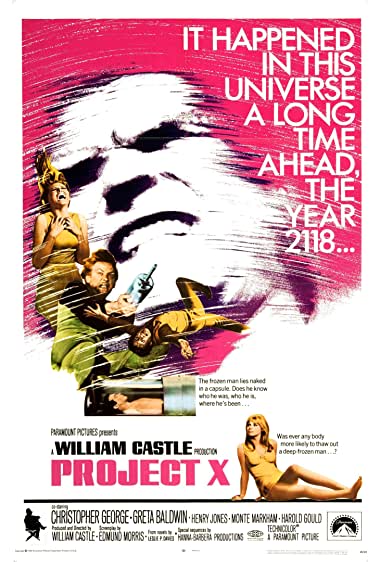 IT HAPPENED
IN THIS
UNIVERSE
A LONG
TIME
AHEAD,
THE
YEAR
2118...
The frozen man lies naked
in a capsule. Does he know
who he was, who he is,
where he's been . . .
PARAMOUNT PICTURES presents
A WILLIAM CASTLE PRODUCTION
PROJECT X
Was ever any body
more likely to thaw out
a deep frozen man...?
co-starring
CHRISTOPHER GEORGE · GRETA BALDWIN · HENRY JONES · MONTE MARKHAM · HAROLD GOULD
Produced and Directed by WILLIAM CASTLE
Screenplay by EDMUND MORRIS
From novels by LESLIE P. DAVIES
Special sequences by HANNA-BARBERA PRODUCTIONS
TECHNICOLOR®
A PARAMOUNT PICTURE